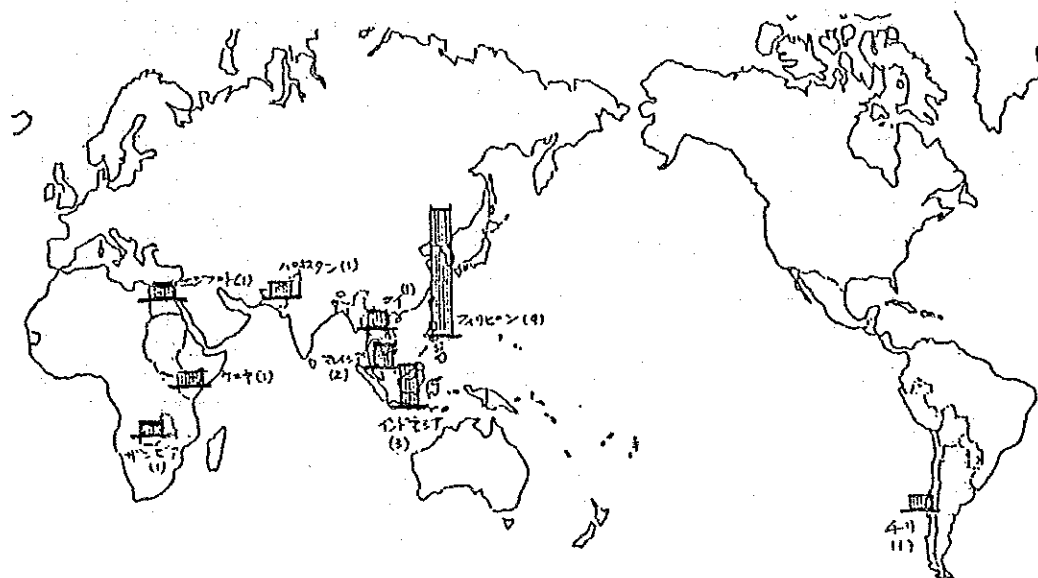 エジプト(1)
パキスタン(1)
タイ(1)
フィリピン(9)
マレイシア
(2)
ケニヤ(1)
インドネシア
(3)
ザンビア
(1)
チリ
(1)